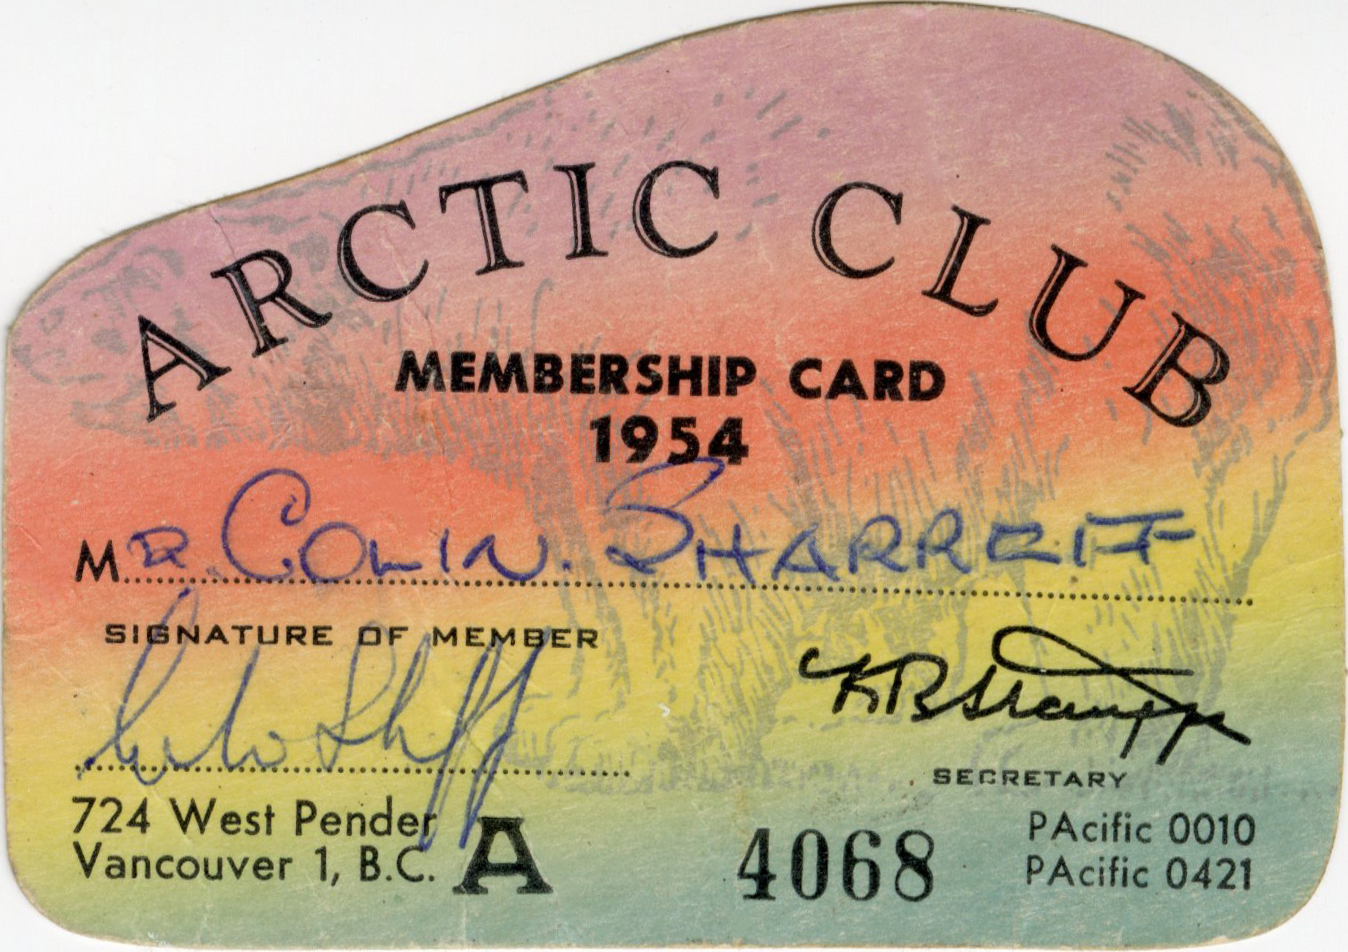 ARCTIC CLUB
MEMBERSHIP CARD
1954
MR. COLIN. SHARREFF
SIGNATURE OF MEMBER
SECRETARY
724 West Pender
Vancouver 1, B.C.
A
4068
PAcific 0010
PAcific 0421